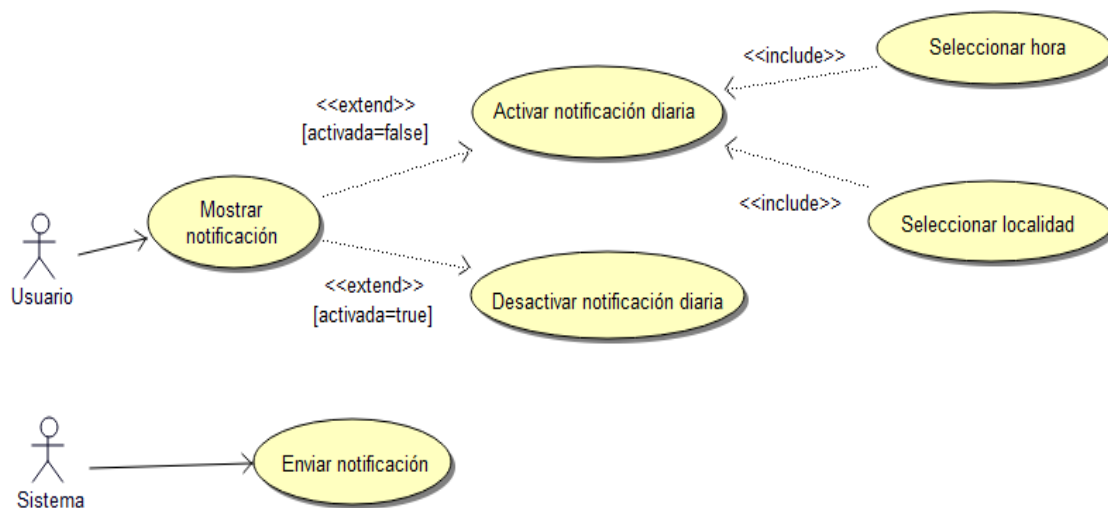 Seleccionar hora
<<include>>
<<extend>>
[activada=false]
Activar notificación diaria
Mostrar
notificación
<<include>>
Seleccionar localidad
Usuario
<<extend>>
[activada=true]
Desactivar notificación diaria
Enviar notificación
Sistema